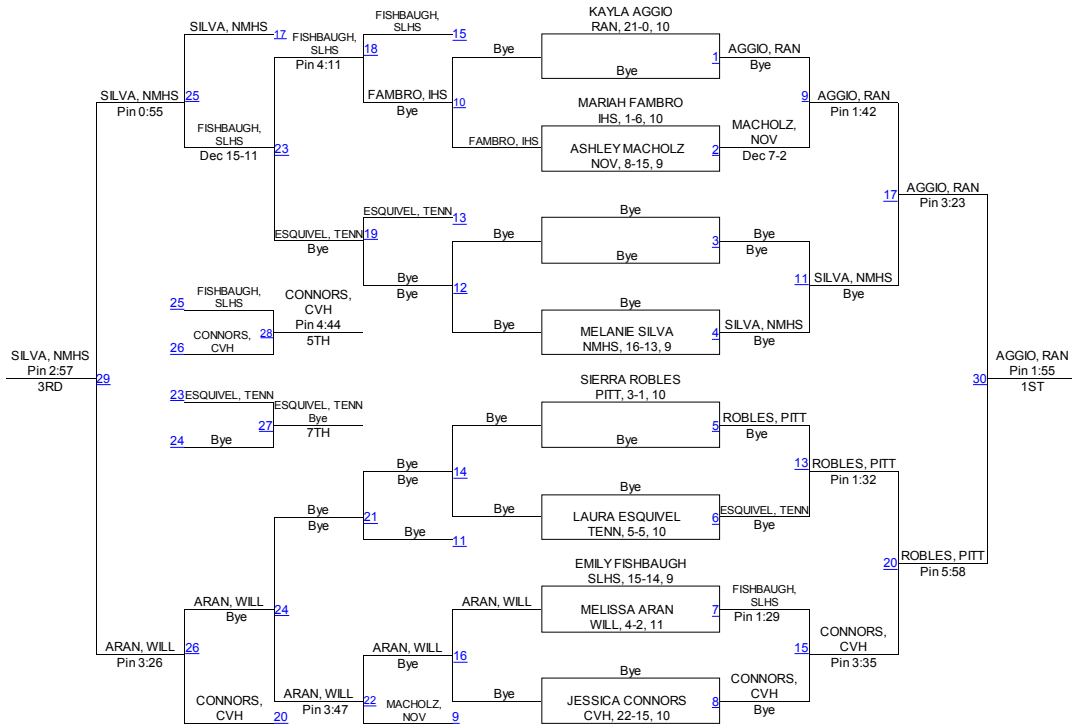 SILVA, NMHS
17
FISHBAUGH,
SLHS
Pin 4:11
18
FISHBAUGH,
SLHS
15
Bye
KAYLA AGGIO
RAN, 21-0, 10
Bye
1
AGGIO, RAN
Bye
SILVA, NMHS
Pin 0:55
25
FAMBRO, IHS
Bye
10
9
AGGIO, RAN
Pin 1:42
FISHBAUGH,
SLHS
Dec 15-11
23
FAMBRO, IHS
MARIAH FAMBRO
IHS, 1-6, 10
ASHLEY MACHOLZ
NOV, 8-15, 9
2
MACHOLZ,
NOV
Dec 7-2
17
AGGIO, RAN
Pin 3:23
ESQUIVEL, TENN
Bye
19
ESQUIVEL, TENN
13
Bye
Bye
Bye
3
Bye
Bye
Bye
Bye
12
11
SILVA, NMHS
Bye
25
FISHBAUGH,
SLHS
CONNORS,
CVH
Pin 4:44
5TH
28
26
CONNORS,
CVH
Bye
Bye
MELANIE SILVA
NMHS, 16-13, 9
4
SILVA, NMHS
Bye
SILVA, NMHS
Pin 2:57
3RD
29
30
AGGIO, RAN
Pin 1:55
1ST
23
ESQUIVEL, TENN
ESQUIVEL, TENN
Bye
7TH
27
24
Bye
Bye
SIERRA ROBLES
PITT, 3-1, 10
Bye
5
ROBLES, PITT
Bye
Bye
Bye
14
13
ROBLES, PITT
Pin 1:32
Bye
Bye
21
Bye
11
Bye
Bye
LAURA ESQUIVEL
TENN, 5-5, 10
6
ESQUIVEL, TENN
Bye
20
ROBLES, PITT
Pin 5:58
ARAN, WILL
Bye
24
ARAN, WILL
EMILY FISHBAUGH
SLHS, 15-14, 9
MELISSA ARAN
WILL, 4-2, 11
7
FISHBAUGH,
SLHS
Pin 1:29
ARAN, WILL
Pin 3:26
26
ARAN, WILL
Bye
16
15
CONNORS,
CVH
Pin 3:35
CONNORS,
CVH
20
ARAN, WILL
Pin 3:47
22
MACHOLZ,
NOV
9
Bye
Bye
JESSICA CONNORS
CVH, 22-15, 10
8
CONNORS,
CVH
Bye